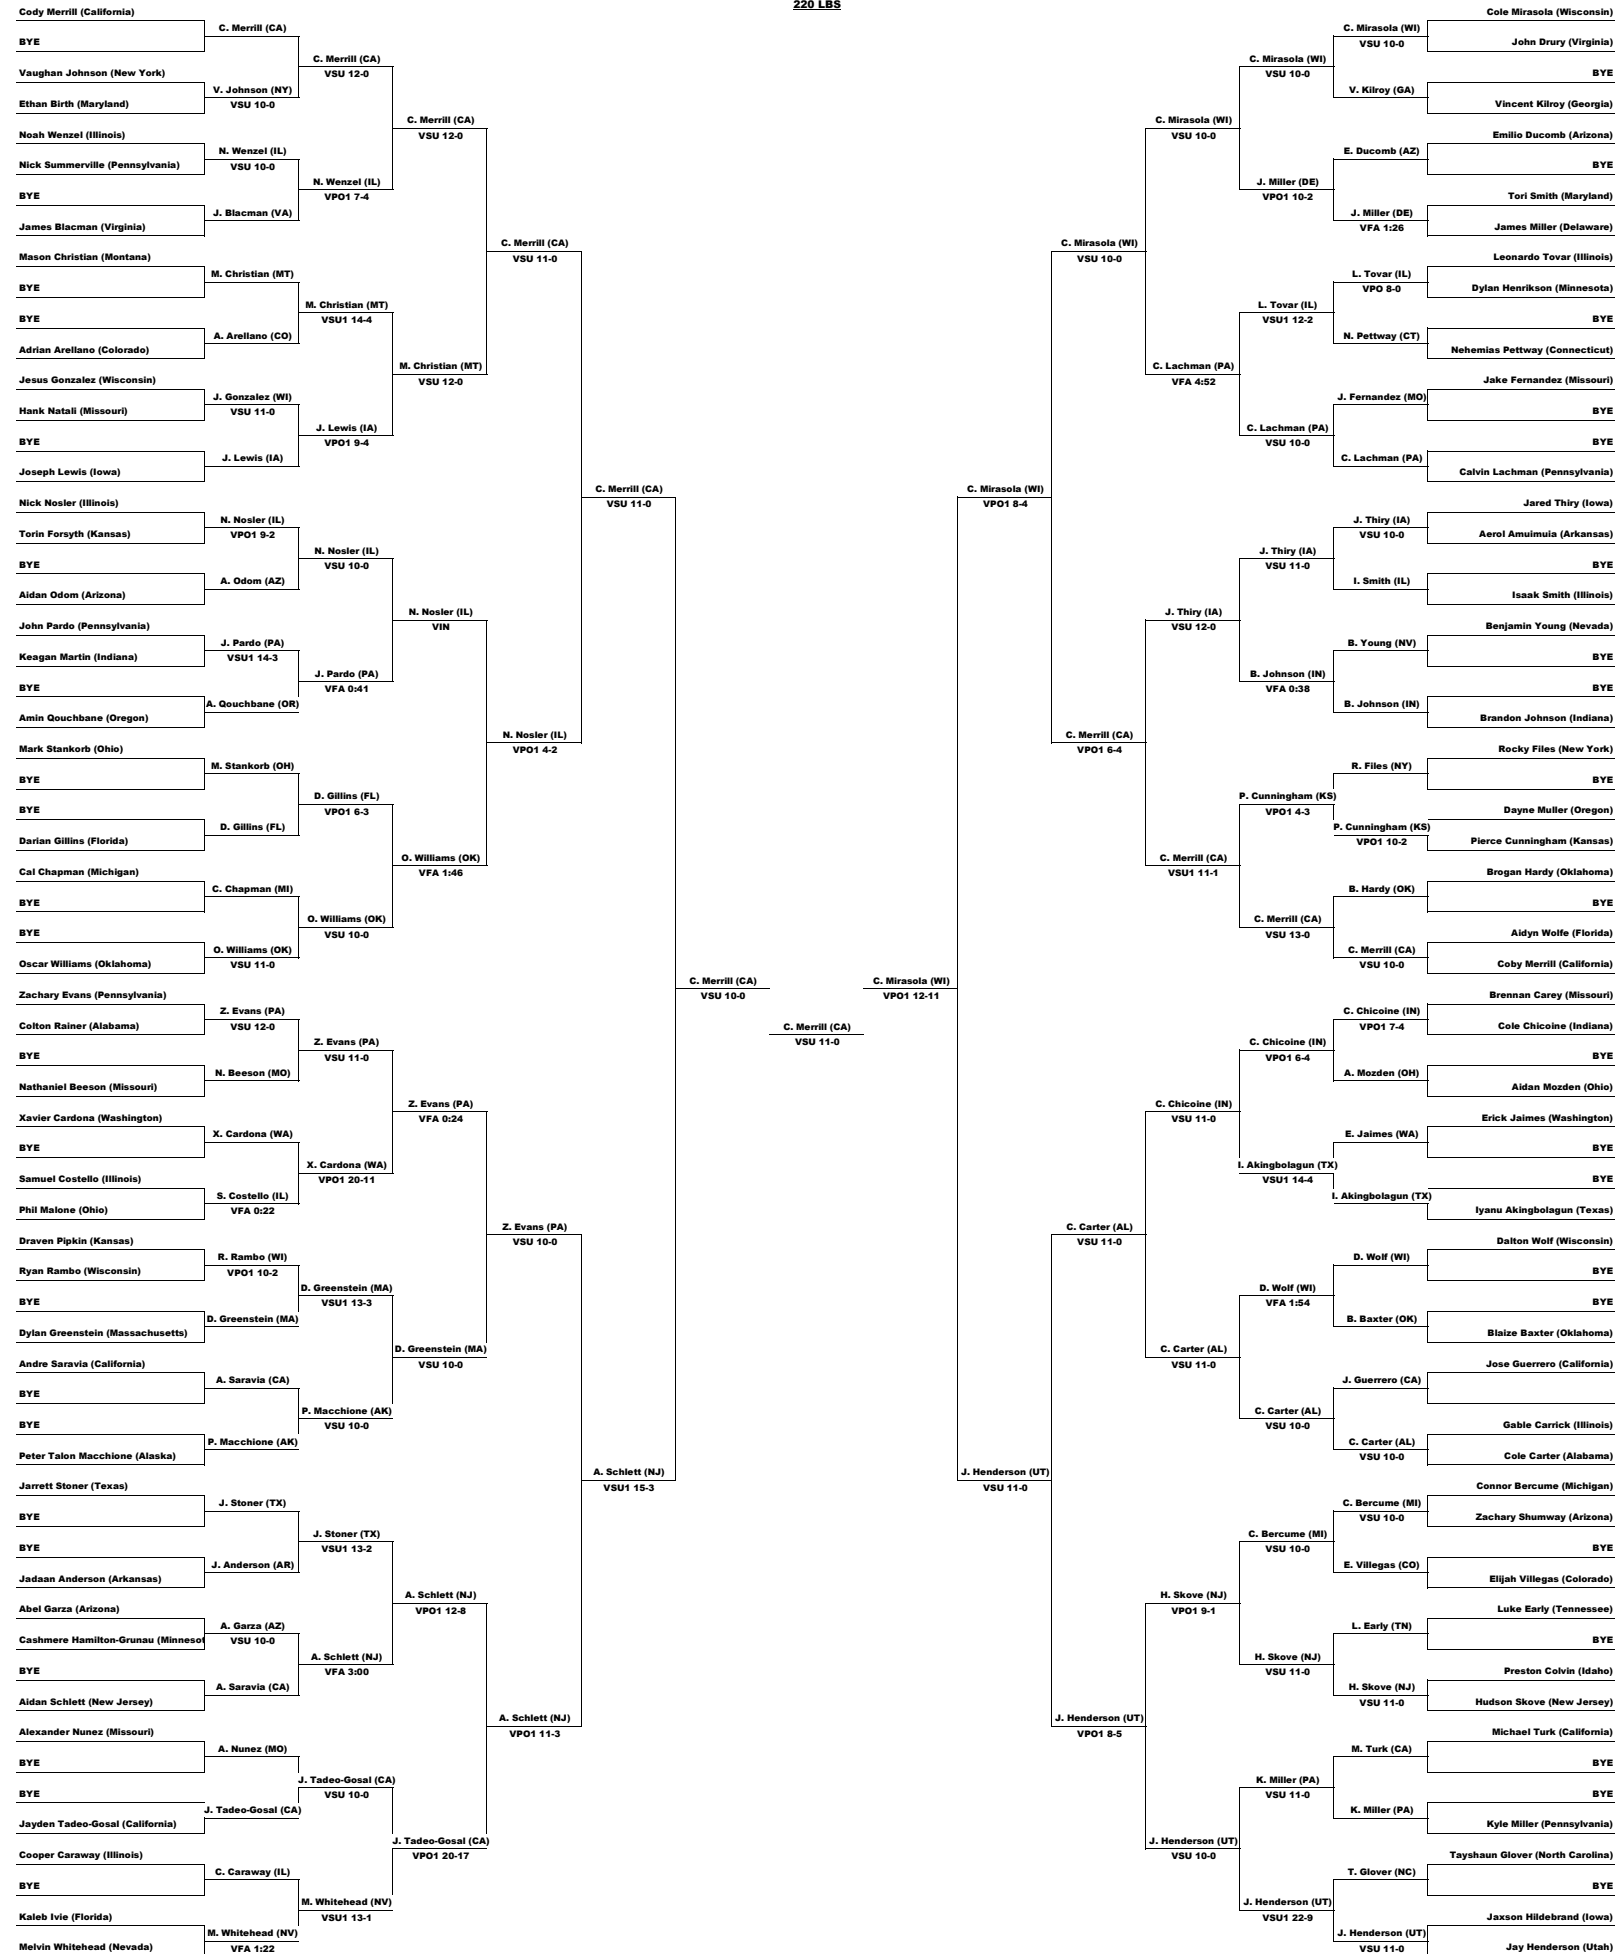 220 LBS
Cody Merrill (California)
C. Merrill (CA)
BYE
C. Merrill (CA)
VSU 12-0
Vaughan Johnson (New York)
V. Johnson (NY)
VSU 10-0
Ethan Birth (Maryland)
C. Merrill (CA)
VSU 12-0
Noah Wenzel (Illinois)
N. Wenzel (IL)
VSU 10-0
Nick Summerville (Pennsylvania)
N. Wenzel (IL)
VPO1 7-4
BYE
J. Blacman (VA)
James Blacman (Virginia)
C. Merrill (CA)
VSU 11-0
Mason Christian (Montana)
M. Christian (MT)
BYE
M. Christian (MT)
VSU1 14-4
BYE
A. Arellano (CO)
Adrian Arellano (Colorado)
M. Christian (MT)
VSU 12-0
Jesus Gonzalez (Wisconsin)
J. Gonzalez (WI)
VSU 11-0
Hank Natali (Missouri)
J. Lewis (IA)
VPO1 9-4
BYE
J. Lewis (IA)
Joseph Lewis (Iowa)
C. Merrill (CA)
VSU 11-0
Nick Nosler (Illinois)
N. Nosler (IL)
VPO1 9-2
Torin Forsyth (Kansas)
N. Nosler (IL)
VSU 10-0
BYE
A. Odom (AZ)
Aidan Odom (Arizona)
N. Nosler (IL)
VIN
John Pardo (Pennsylvania)
J. Pardo (PA)
VSU1 14-3
Keagan Martin (Indiana)
J. Pardo (PA)
VFA 0:41
BYE
A. Qouchbane (OR)
Amin Qouchbane (Oregon)
N. Nosler (IL)
VPO1 4-2
Mark Stankorb (Ohio)
M. Stankorb (OH)
BYE
D. Gillins (FL)
VPO1 6-3
BYE
D. Gillins (FL)
Darian Gillins (Florida)
O. Williams (OK)
VFA 1:46
Cal Chapman (Michigan)
C. Chapman (MI)
BYE
O. Williams (OK)
VSU 10-0
BYE
O. Williams (OK)
VSU 11-0
Oscar Williams (Oklahoma)
C. Merrill (CA)
VSU 10-0
Zachary Evans (Pennsylvania)
Z. Evans (PA)
VSU 12-0
Colton Rainer (Alabama)
Z. Evans (PA)
VSU 11-0
BYE
N. Beeson (MO)
Nathaniel Beeson (Missouri)
Z. Evans (PA)
VFA 0:24
Xavier Cardona (Washington)
X. Cardona (WA)
BYE
X. Cardona (WA)
VPO1 20-11
Samuel Costello (Illinois)
S. Costello (IL)
VFA 0:22
Phil Malone (Ohio)
Z. Evans (PA)
VSU 10-0
Draven Pipkin (Kansas)
R. Rambo (WI)
VPO1 10-2
Ryan Rambo (Wisconsin)
D. Greenstein (MA)
VSU1 13-3
BYE
D. Greenstein (MA)
Dylan Greenstein (Massachusetts)
D. Greenstein (MA)
VSU 10-0
Andre Saravia (California)
A. Saravia (CA)
BYE
P. Macchione (AK)
VSU 10-0
BYE
P. Macchione (AK)
Peter Talon Macchione (Alaska)
A. Schlett (NJ)
VSU1 15-3
Jarrett Stoner (Texas)
J. Stoner (TX)
BYE
J. Stoner (TX)
VSU1 13-2
BYE
J. Anderson (AR)
Jadaan Anderson (Arkansas)
A. Schlett (NJ)
VPO1 12-8
Abel Garza (Arizona)
A. Garza (AZ)
VSU 10-0
Cashmere Hamilton-Grunau (Minnesot
A. Schlett (NJ)
VFA 3:00
BYE
A. Saravia (CA)
Aidan Schlett (New Jersey)
A. Schlett (NJ)
VPO1 11-3
Alexander Nunez (Missouri)
A. Nunez (MO)
BYE
J. Tadeo-Gosal (CA)
VSU 10-0
BYE
J. Tadeo-Gosal (CA)
Jayden Tadeo-Gosal (California)
J. Tadeo-Gosal (CA)
VPO1 20-17
Cooper Caraway (Illinois)
C. Caraway (IL)
BYE
M. Whitehead (NV)
VSU1 13-1
Kaleb Ivie (Florida)
M. Whitehead (NV)
VFA 1:22
Melvin Whitehead (Nevada)
C. Merrill (CA)
VSU 11-0
Cole Mirasola (Wisconsin)
C. Mirasola (WI)
VSU 10-0
John Drury (Virginia)
C. Mirasola (WI)
VSU 10-0
BYE
V. Kilroy (GA)
Vincent Kilroy (Georgia)
C. Mirasola (WI)
VSU 10-0
Emilio Ducomb (Arizona)
E. Ducomb (AZ)
BYE
J. Miller (DE)
VPO1 10-2
Tori Smith (Maryland)
J. Miller (DE)
VFA 1:26
James Miller (Delaware)
C. Mirasola (WI)
VSU 10-0
Leonardo Tovar (Illinois)
L. Tovar (IL)
VPO 8-0
Dylan Henrikson (Minnesota)
L. Tovar (IL)
VSU1 12-2
BYE
N. Pettway (CT)
Nehemias Pettway (Connecticut)
C. Lachman (PA)
VFA 4:52
Jake Fernandez (Missouri)
J. Fernandez (MO)
BYE
C. Lachman (PA)
VSU 10-0
BYE
C. Lachman (PA)
Calvin Lachman (Pennsylvania)
C. Mirasola (WI)
VPO1 8-4
Jared Thiry (Iowa)
J. Thiry (IA)
VSU 10-0
Aerol Amuimuia (Arkansas)
J. Thiry (IA)
VSU 11-0
BYE
I. Smith (IL)
Isaak Smith (Illinois)
J. Thiry (IA)
VSU 12-0
Benjamin Young (Nevada)
B. Young (NV)
BYE
B. Johnson (IN)
VFA 0:38
BYE
B. Johnson (IN)
Brandon Johnson (Indiana)
C. Merrill (CA)
VPO1 6-4
Rocky Files (New York)
R. Files (NY)
BYE
P. Cunningham (KS)
VPO1 4-3
Dayne Muller (Oregon)
P. Cunningham (KS)
VPO1 10-2
Pierce Cunningham (Kansas)
C. Merrill (CA)
VSU1 11-1
Brogan Hardy (Oklahoma)
B. Hardy (OK)
BYE
C. Merrill (CA)
VSU 13-0
Aidyn Wolfe (Florida)
C. Merrill (CA)
VSU 10-0
Coby Merrill (California)
C. Mirasola (WI)
VPO1 12-11
Brennan Carey (Missouri)
C. Chicoine (IN)
VPO1 7-4
Cole Chicoine (Indiana)
C. Chicoine (IN)
VPO1 6-4
BYE
A. Mozden (OH)
Aidan Mozden (Ohio)
C. Chicoine (IN)
VSU 11-0
Erick Jaimes (Washington)
E. Jaimes (WA)
BYE
I. Akingbolagun (TX)
VSU1 14-4
BYE
I. Akingbolagun (TX)
Iyanu Akingbolagun (Texas)
C. Carter (AL)
VSU 11-0
Dalton Wolf (Wisconsin)
D. Wolf (WI)
BYE
D. Wolf (WI)
VFA 1:54
BYE
B. Baxter (OK)
Blaize Baxter (Oklahoma)
C. Carter (AL)
VSU 11-0
Jose Guerrero (California)
J. Guerrero (CA)
C. Carter (AL)
VSU 10-0
Gable Carrick (Illinois)
C. Carter (AL)
VSU 10-0
Cole Carter (Alabama)
J. Henderson (UT)
VSU 11-0
Connor Bercume (Michigan)
C. Bercume (MI)
VSU 10-0
Zachary Shumway (Arizona)
C. Bercume (MI)
VSU 10-0
BYE
E. Villegas (CO)
Elijah Villegas (Colorado)
H. Skove (NJ)
VPO1 9-1
Luke Early (Tennessee)
L. Early (TN)
BYE
H. Skove (NJ)
VSU 11-0
Preston Colvin (Idaho)
H. Skove (NJ)
VSU 11-0
Hudson Skove (New Jersey)
J. Henderson (UT)
VPO1 8-5
Michael Turk (California)
M. Turk (CA)
BYE
K. Miller (PA)
VSU 11-0
BYE
K. Miller (PA)
Kyle Miller (Pennsylvania)
J. Henderson (UT)
VSU 10-0
Tayshaun Glover (North Carolina)
T. Glover (NC)
BYE
J. Henderson (UT)
VSU1 22-9
Jaxson Hildebrand (Iowa)
J. Henderson (UT)
VSU 11-0
Jay Henderson (Utah)